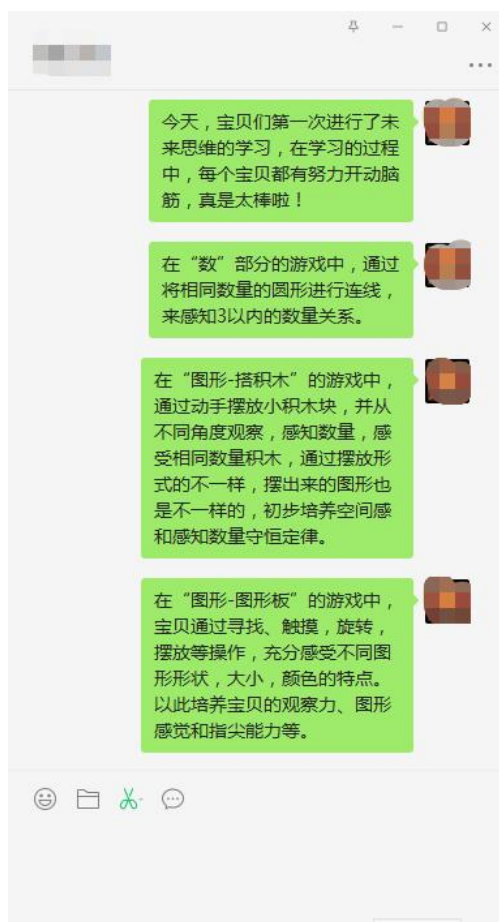 今天，宝贝们第一次进行了未
来思维的学习，在学习的过程
中，每个宝贝都有努力开动脑
筋，真是太棒啦！
在“数”部分的游戏中，通过
将相同数量的圆形进行连线，
来感知3以内的数量关系。
在“图形-搭积木”的游戏中，
通过动手摆放小积木块，并从
不同角度观察，感知数量，感
受相同数量积木，通过摆放形
式的不一样，摆出来的图形也
是不一样的，初步培养空间感
和感知数量守恒定律。
在“图形-图形板”的游戏中，
宝贝通过寻找、触摸，旋转，
摆放等操作，充分感受不同图
形形状，大小，颜色的特点。
以此培养宝贝的观察力、图形
感觉和指尖能力等。